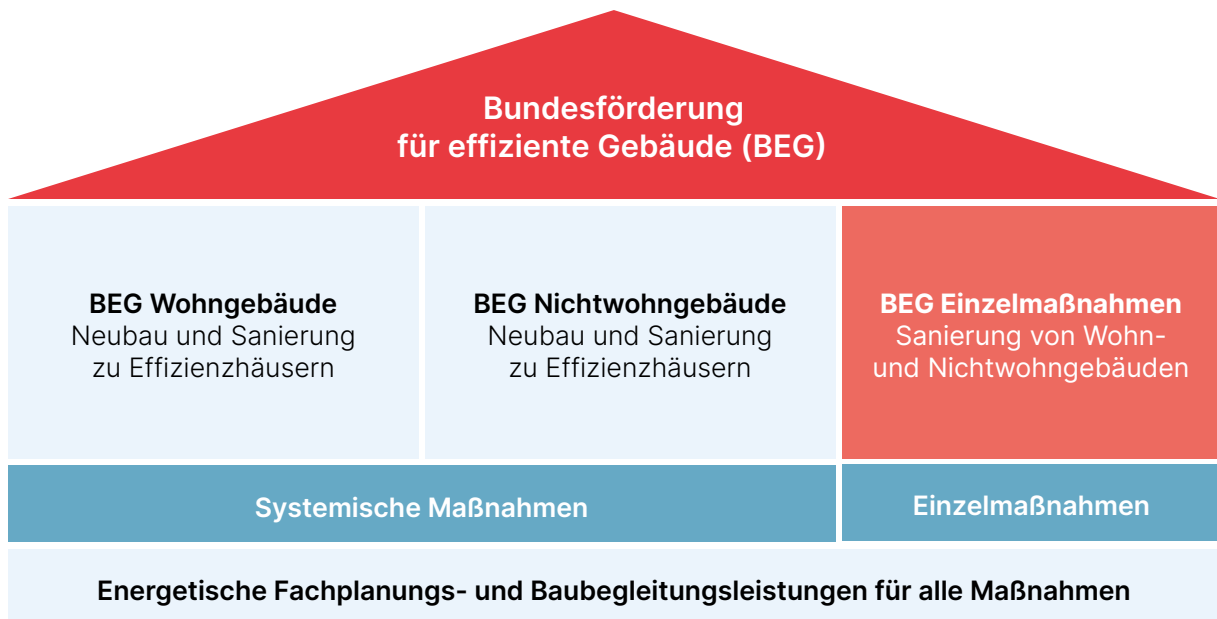 Bundesförderung
für effiziente Gebäude (BEG)
BEG Wohngebäude
Neubau und Sanierung
zu Effizienzhäusern
BEG Nichtwohngebäude
Neubau und Sanierung
zu Effizienzhäusern
BEG Einzelmaßnahmen
Sanierung von Wohn-
und Nichtwohngebäuden
Systemische Maßnahmen
Einzelmaßnahmen
Energetische Fachplanungs- und Baubegleitungsleistungen für alle Maßnahmen